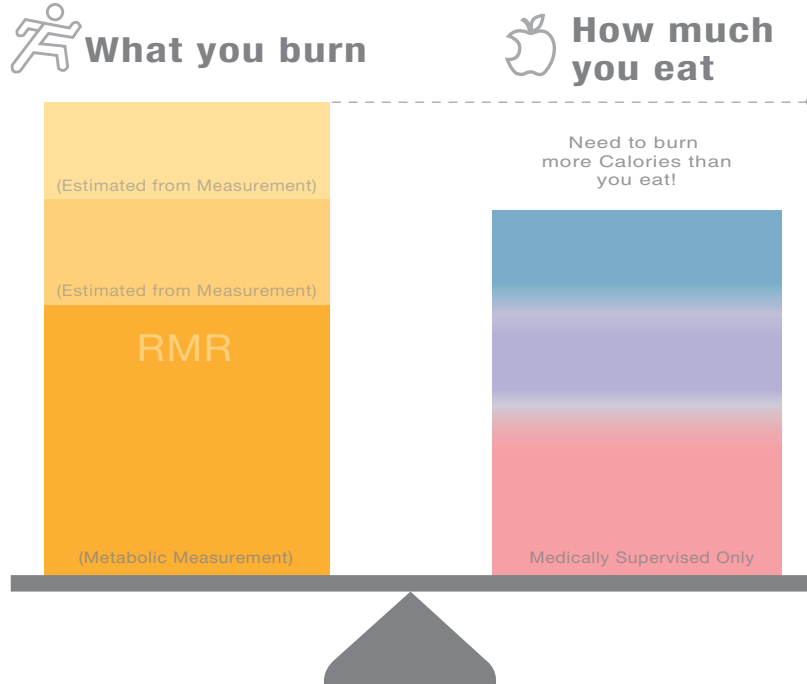 What you burn
How much
you eat
Need to burn
more Calories than
you eat!
(Estimated from Measurement)
(Estimated from Measurement)
RMR
(Metabolic Measurement)
Medically Supervised Only